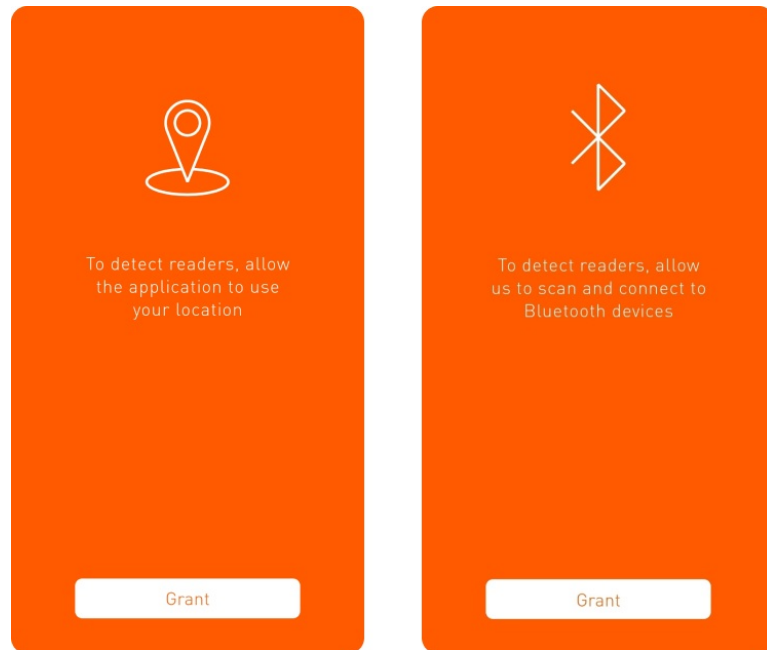 To detect readers, allow
the application to use
your location
Grant
To detect readers, allow
us to scan and connect to
Bluetooth devices
Grant